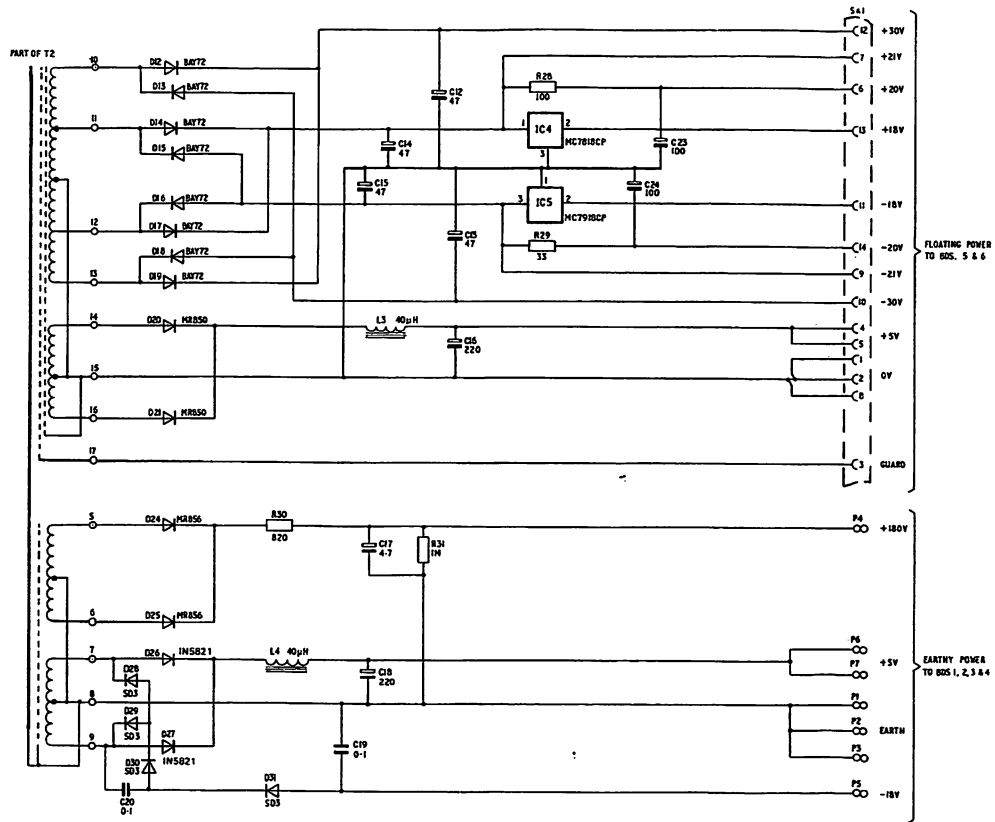 SK1
12 +30V
PART OF T2
7 +21V
10 D12 BAY72
D13 BAY72
C12 47
R28 100
6 +20V
11 D14 BAY72
C14 47
1 IC4 2
3
MC7818CP
C23 100
13 +18V
D15 BAY72
C15 47
C24 100
D16 BAY72
1
3 IC5 2
MC7918CP
11 -18V
12 D17 BAY72
C13 47
R29 33
14 -20V
D18 BAY72
9 -21V
13 D19 BAY72
10 -30V
FLOATING POWER
TO BDS. 5 & 6
14 D20 MR850
L3 40µH
C16 220
4
+5V
5
1
15
2 0V
8
16 D21 MR850
17
3 GUARD
5 D24 MR856
R30 820
C17 4·7
R31 1M
P4 +180V
6 D25 MR856
7 D26 1N5821
L4 40µH
C18 220
P6
+5V
P7
D28 SD3
8
P1
D29 SD3
P2 EARTH
9 D27 1N5821
C19 0·1
P3
D30 SD3
C20 0·1
D31 SD3
P5 -18V
EARTHY POWER
TO BDS 1, 2, 3 & 4